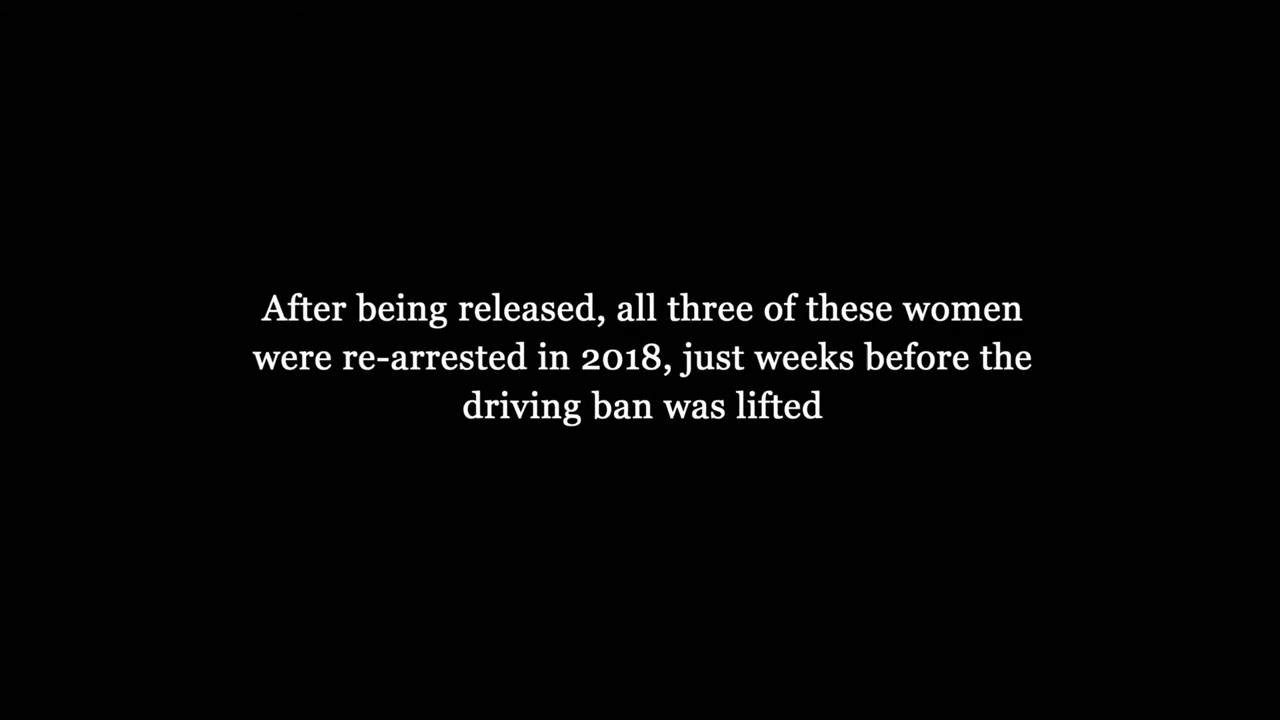 After being released, all three of these women
were re-arrested in 2018, just weeks before the
driving ban was lifted